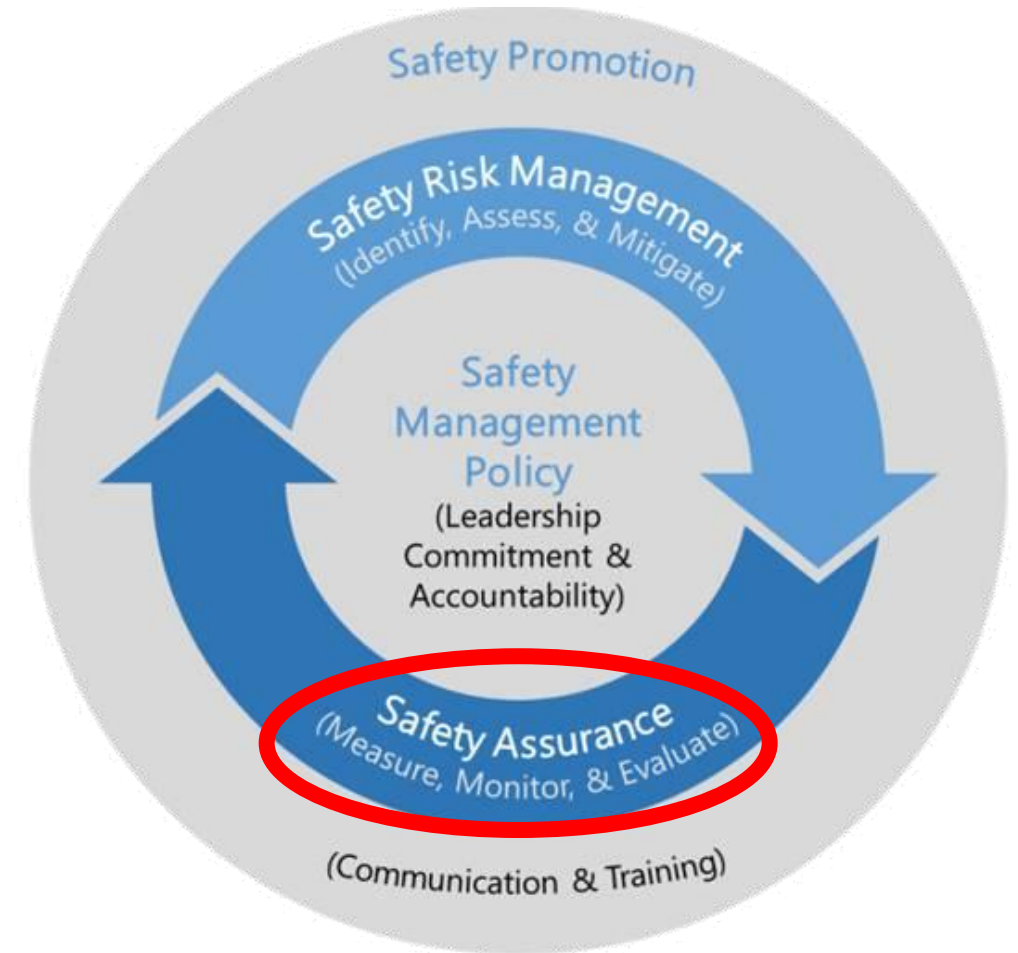 Safety Promotion
Safety Risk Management
(Identify, Assess, & Mitigate)
Safety
Management
Policy
(Leadership
Commitment &
Accountability)
Safety Assurance
(Measure, Monitor, & Evaluate)
(Communication & Training)